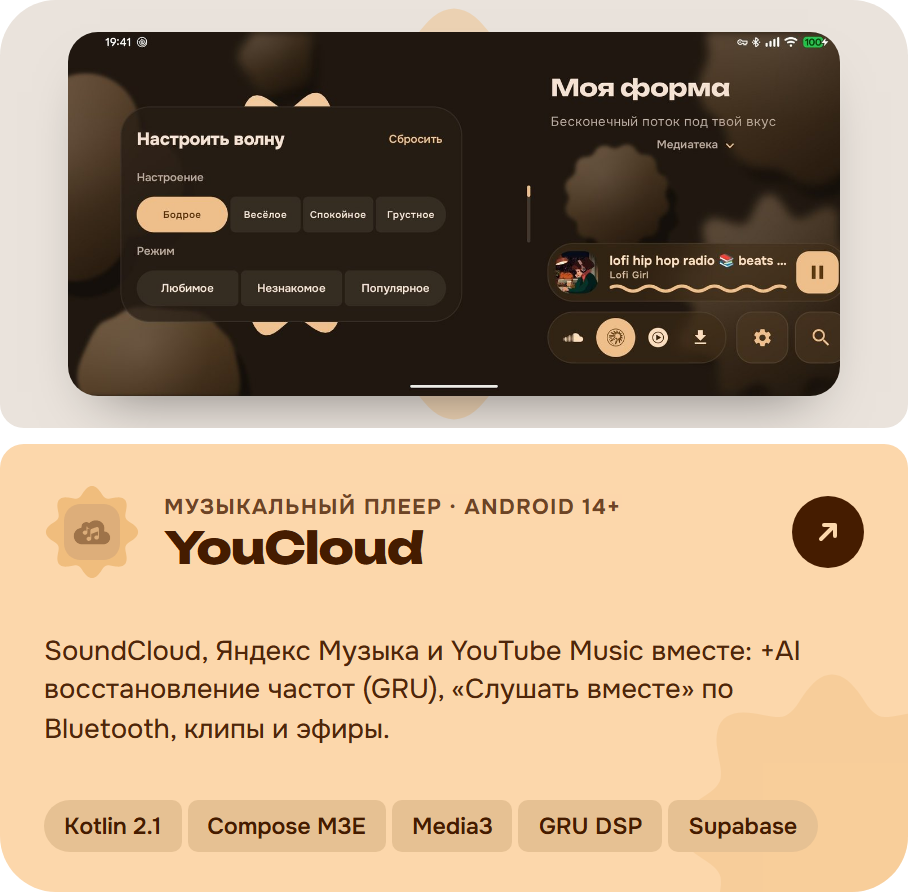 19:41
100
Моя форма
Бесконечный поток под твой вкус
Медиатека
Настроить волну
Сбросить
Настроение
Бодрое
Весёлое
Спокойное
Грустное
Режим
Любимое
Незнакомое
Популярное
lofi hip hop radio 📚 beats ...
Lofi Girl
МУЗЫКАЛЬНЫЙ ПЛЕЕР · ANDROID 14+
YouCloud
SoundCloud, Яндекс Музыка и YouTube Music вместе: +AI
восстановление частот (GRU), «Слушать вместе» по
Bluetooth, клипы и эфиры.
Kotlin 2.1
Compose M3E
Media3
GRU DSP
Supabase